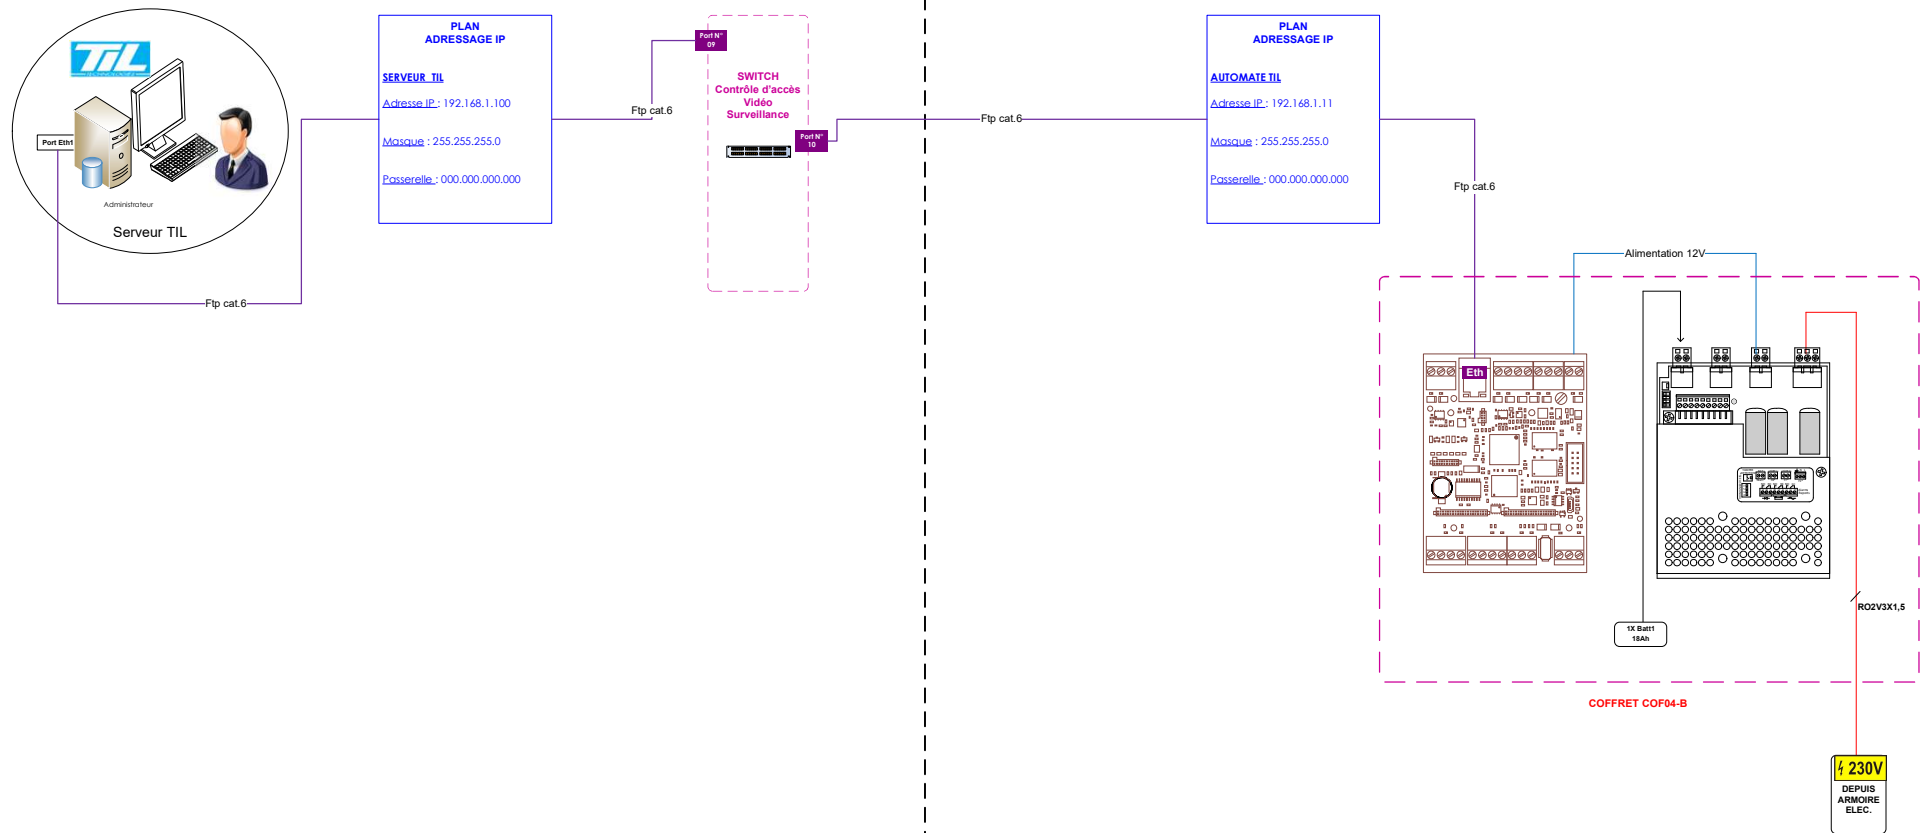 TiL
Port Eth1
Administrateur
Serveur TIL
Ftp cat.6
PLAN
ADRESSAGE IP
SERVEUR TIL
Adresse IP : 192.168.1.100
Masque : 255.255.255.0
Passerelle : 000.000.000.000
Ftp cat.6
Port N°
09
SWITCH
Contrôle d'accès
Vidéo
Surveillance
Port N°
10
Ftp cat.6
PLAN
ADRESSAGE IP
AUTOMATE TIL
Adresse IP : 192.168.1.11
Masque : 255.255.255.0
Passerelle : 000.000.000.000
Ftp cat.6
Alimentation 12V
Eth
RO2V3X1,5
1X Batt1
18Ah
COFFRET COF04-B
230V
DEPUIS
ARMOIRE
ELEC.